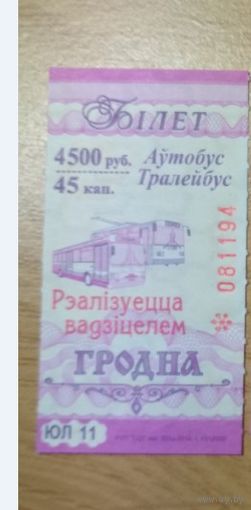 БІЛЕТ
4500 руб.
45 кап.
Аўтобус
Тралейбус
081194
Рэалізуецца
вадзіцелем
ГРОДНА
ЮЛ 11